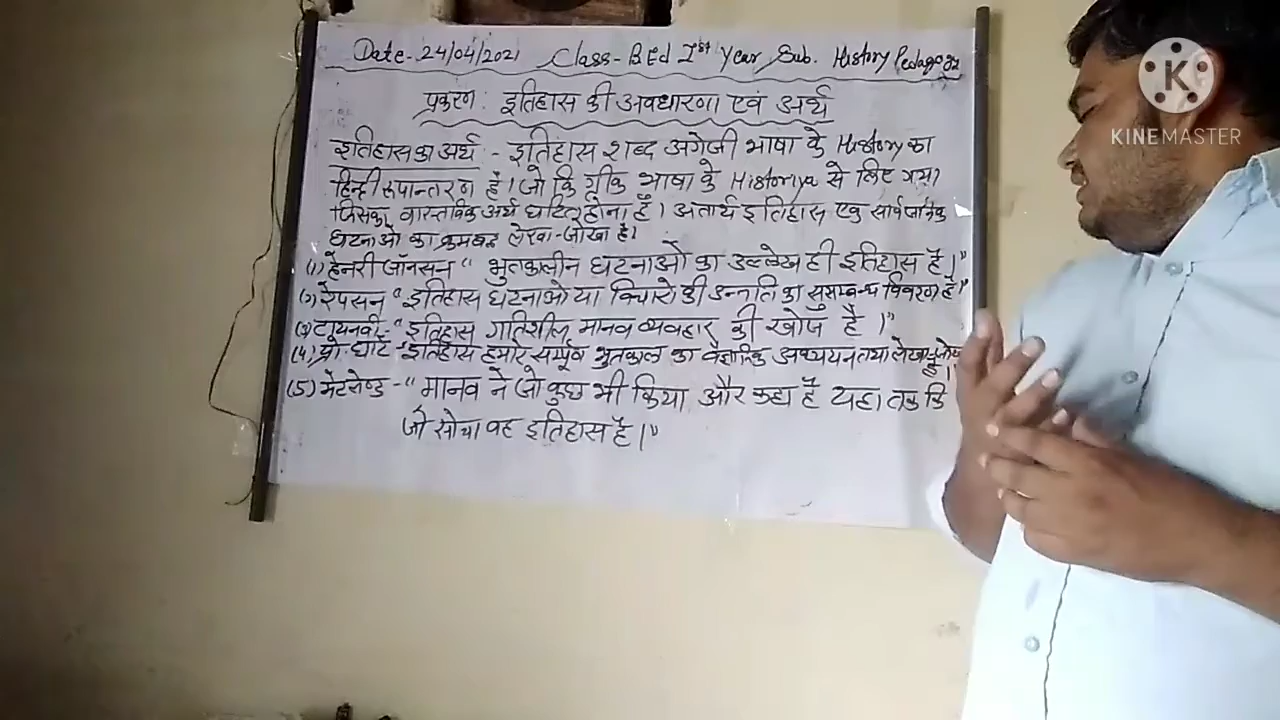 Date- 24/04/2021 Class- B.Ed 1st Year, Sub. History Pedagogy
प्रकरण: इतिहास की अवधारणा एवं अर्थ
इतिहास का अर्थ :- इतिहास शब्द अंग्रेजी भाषा के History का
हिन्दी रूपान्तरण है। जो कि ग्रीक भाषा के Historiya से लिए गया
जिसका वास्तविक अर्थ घटित होना है। अतार्थ इतिहास एक सार्वजनिक
घटनाओ का क्रमबद्ध लेखा-जोखा है।
(1) हेनरी जॉनसन " भुतकालीन घटनाओं का उल्लेख ही इतिहास है।"
(2) रेपसन "इतिहास घटनाओ या विचारो की उन्नति का सुसम्बन्ध विवरण है।"
(3) टायनवी - "इतिहास गतिशील मानव व्यवहार की खोज है।"
(4) प्रो. घाटे "इतिहास हमारे सम्पूर्ण भुतकाल का वैज्ञानिक अध्ययन तथा लेखा-जोखा है।"
(5) मेटलेण्ड - "मानव ने जो कुछ भी किया और कहा है यहा तक कि
जो सोचा वह इतिहास है।"
KINEMASTER